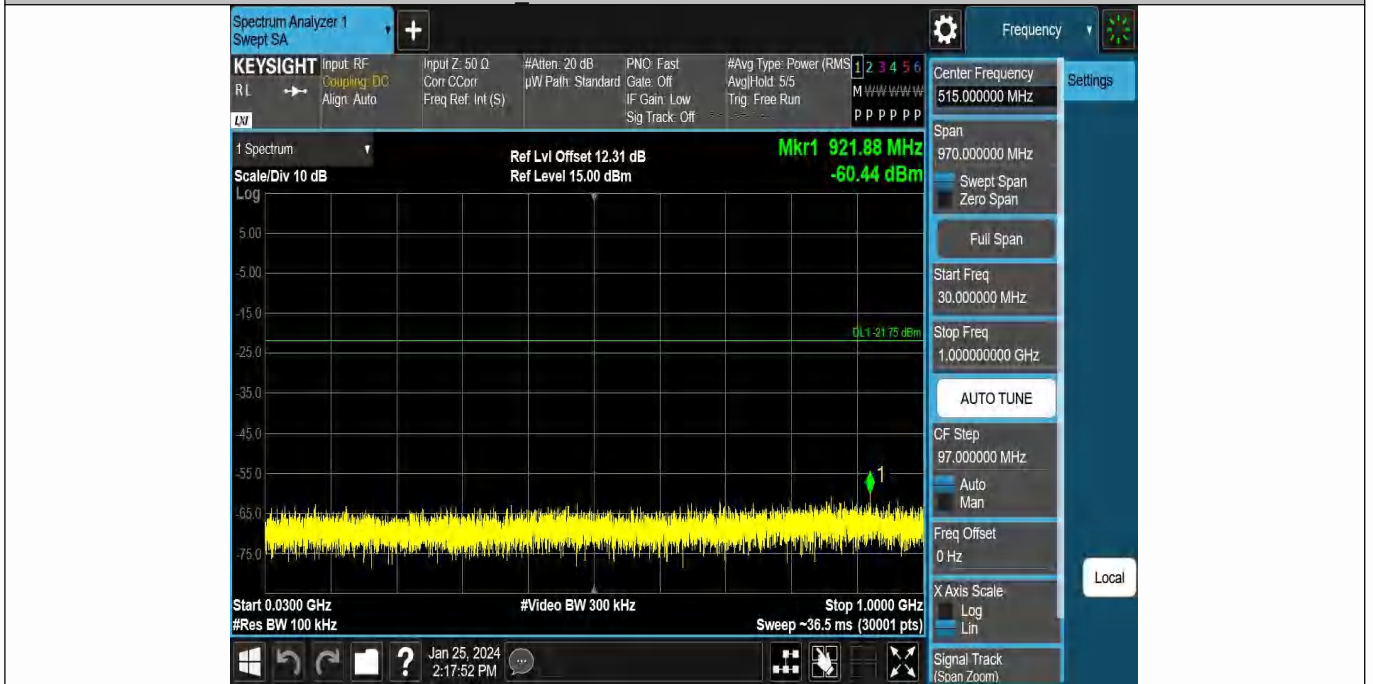 Spectrum Analyzer 1
Swept SA
+
Frequency
KEYSIGHT
RL
LXI
Input: RF
Coupling: DC
Align: Auto
Input Z: 50 Ω
Corr CCorr
Freq Ref: Int (S)
#Atten: 20 dB
µW Path: Standard
PNO: Fast
Gate: Off
IF Gain: Low
Sig Track: Off
#Avg Type: Power (RMS
Avg|Hold: 5/5
Trig: Free Run
1 2 3 4 5 6
M W W W W W
P P P P P P
1 Spectrum
Scale/Div 10 dB
Log
Ref Lvl Offset 12.31 dB
Ref Level 15.00 dBm
Mkr1 921.88 MHz
-60.44 dBm
5.00
-5.00
-15.0
-25.0
-35.0
-45.0
-55.0
-65.0
-75.0
DL1 -21.75 dBm
1
Start 0.0300 GHz
#Res BW 100 kHz
#Video BW 300 kHz
Stop 1.0000 GHz
Sweep ~36.5 ms (30001 pts)
Center Frequency
515.000000 MHz
Settings
Span
970.000000 MHz
Swept Span
Zero Span
Full Span
Start Freq
30.000000 MHz
Stop Freq
1.000000000 GHz
AUTO TUNE
CF Step
97.000000 MHz
Auto
Man
Freq Offset
0 Hz
X Axis Scale
Log
Lin
Local
Signal Track
(Span Zoom)
?
Jan 25, 2024
2:17:52 PM